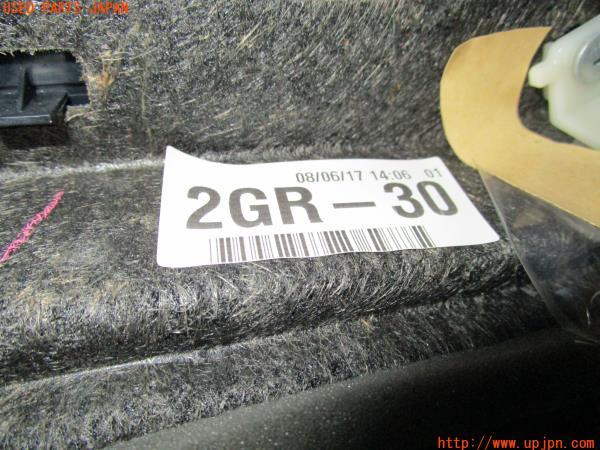 USED PARTS JAPAN
08/06/17 14:06 01
2GR-30
http://www.upjpn.com/